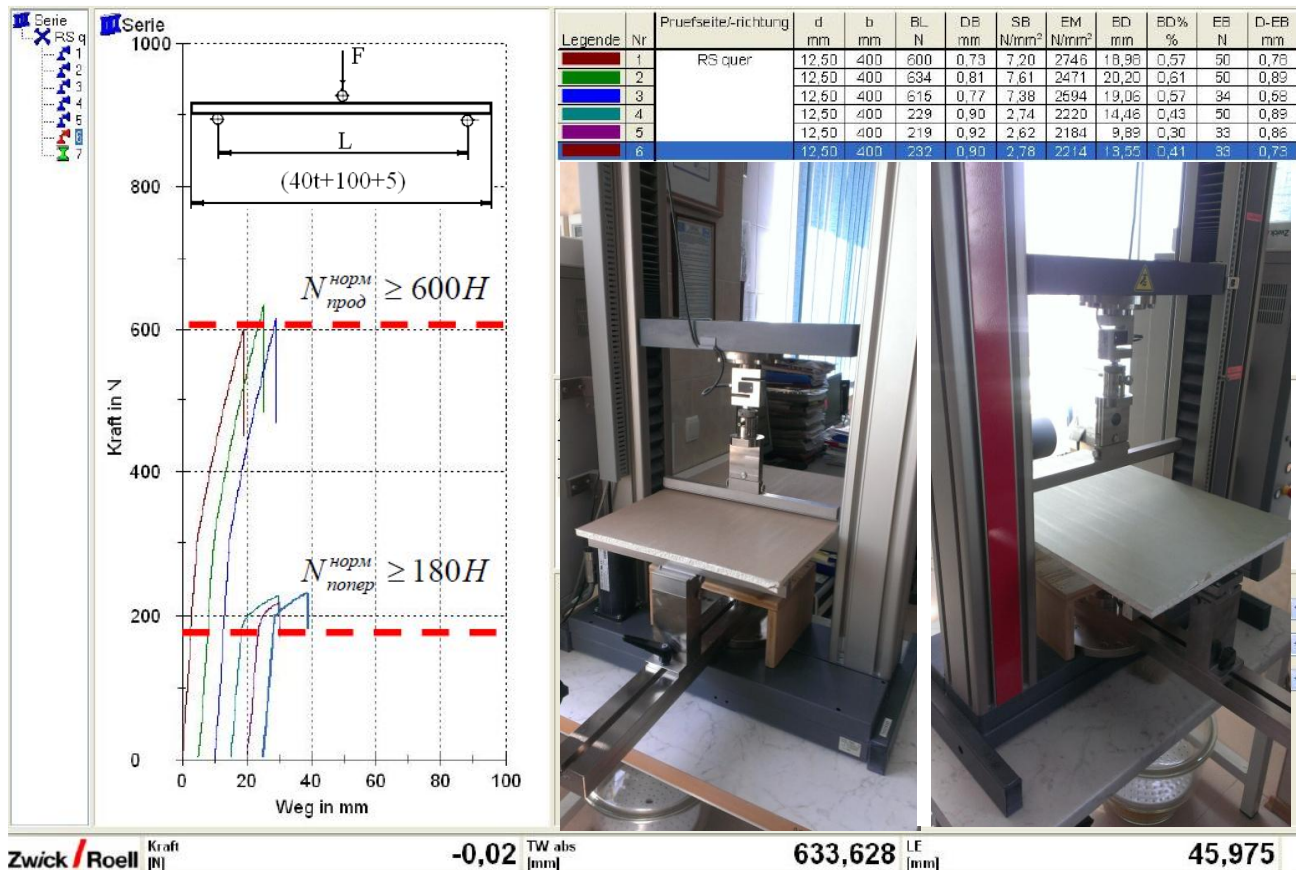 Serie
RS q
1
2
3
4
5
6
7
Serie
1000
800
600
400
200
0
Kraft in N
F
L
(40t+100+5)
N норм прод ≥ 600H
N норм попер ≥ 180H
0 20 40 60 80 100
Weg in mm
Legende Nr Pruefseite/-richtung d mm b mm BL N DB mm SB N/mm² EM N/mm² BD mm BD% % EB N D-EB mm
1 RS quer 12,50 400 600 0,73 7,20 2746 18,98 0,57 50 0,78
2 12,50 400 634 0,81 7,61 2471 20,20 0,61 50 0,89
3 12,50 400 615 0,77 7,38 2594 19,06 0,57 34 0,58
4 12,50 400 229 0,90 2,74 2220 14,46 0,43 50 0,89
5 12,50 400 219 0,92 2,62 2184 9,89 0,30 33 0,86
6 12,50 400 232 0,90 2,78 2214 13,55 0,41 33 0,73
Zwick / Roell Kraft [N] -0,02 TW abs [mm] 633,628 LE [mm] 45,975